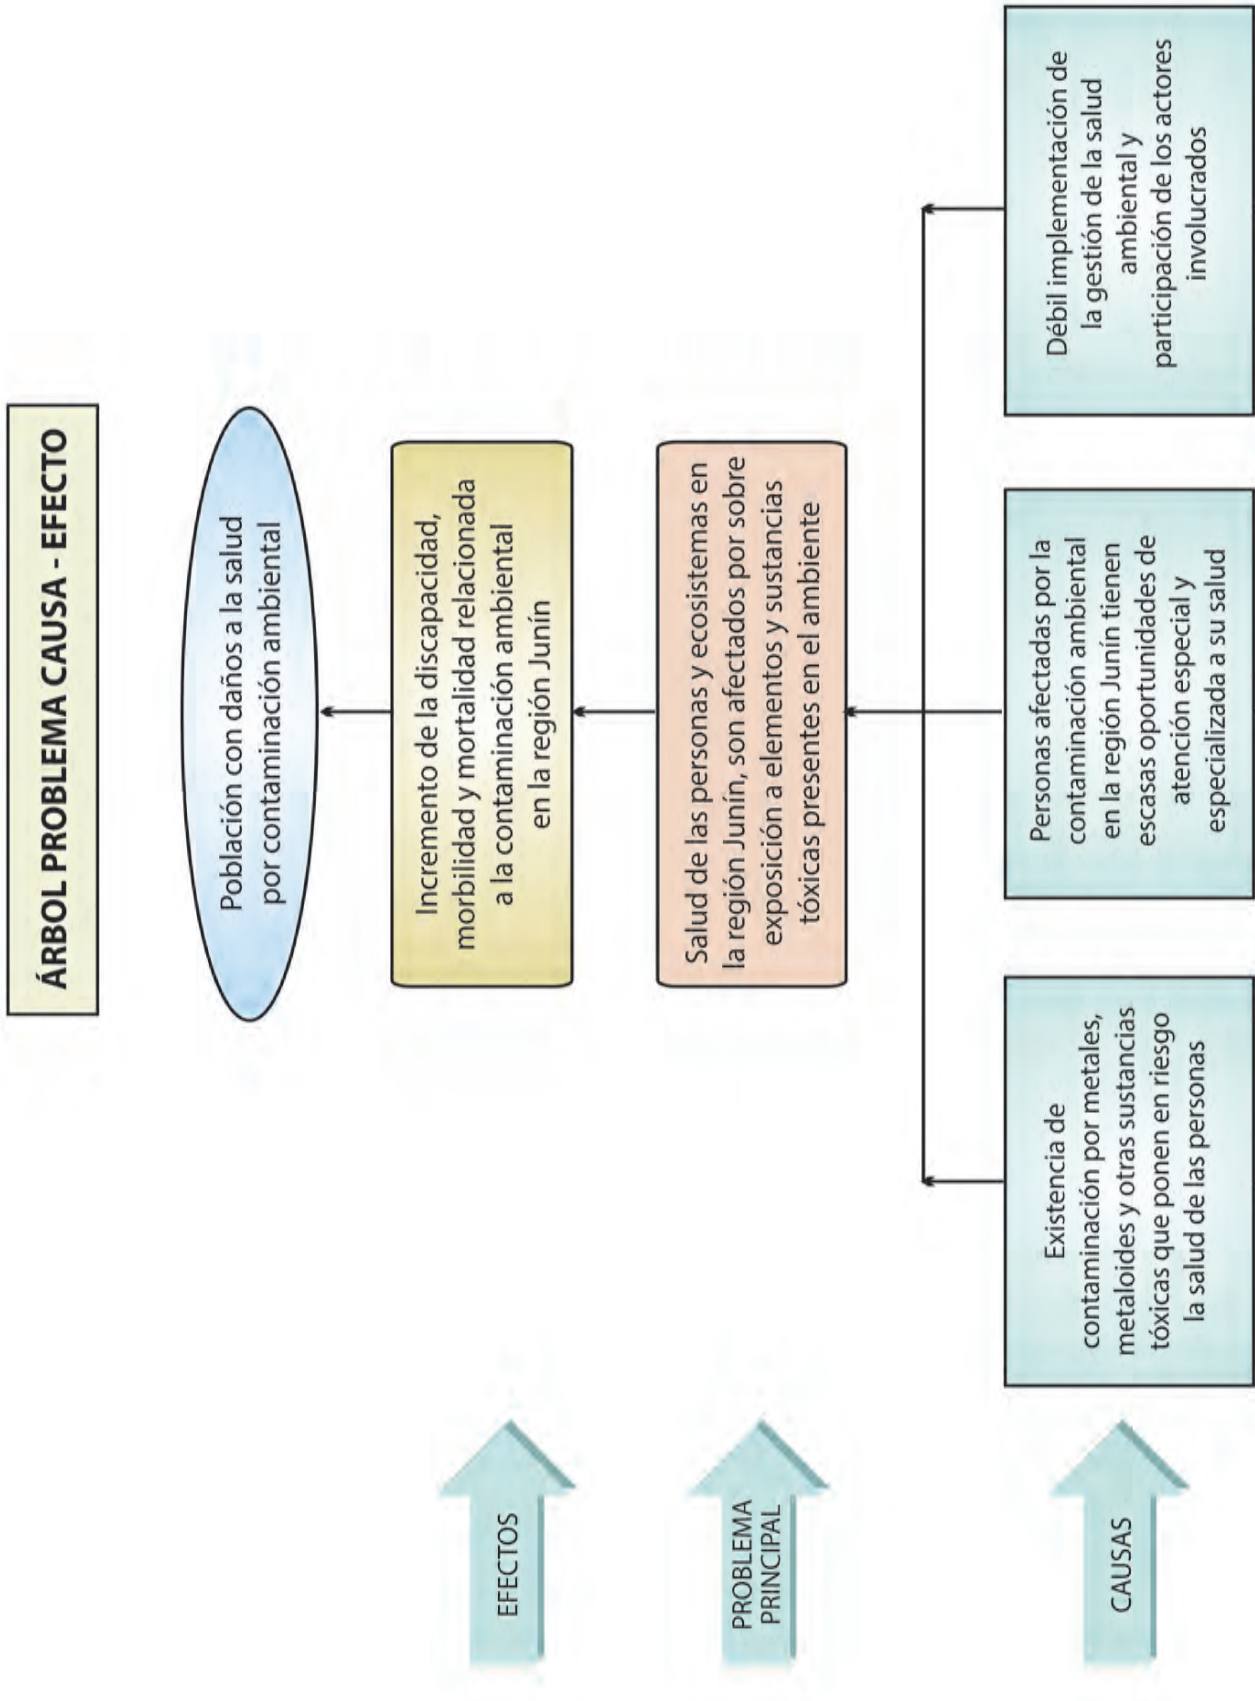 ÁRBOL PROBLEMA CAUSA - EFECTO
Población con daños a la salud
por contaminación ambiental
EFECTOS
Incremento de la discapacidad,
morbilidad y mortalidad relacionada
a la contaminación ambiental
en la región Junín
PROBLEMA
PRINCIPAL
Salud de las personas y ecosistemas en
la región Junín, son afectados por sobre
exposición a elementos y sustancias
tóxicas presentes en el ambiente
CAUSAS
Existencia de
contaminación por metales,
metaloides y otras sustancias
tóxicas que ponen en riesgo
la salud de las personas
Personas afectadas por la
contaminación ambiental
en la región Junín tienen
escasas oportunidades de
atención especial y
especializada a su salud
Débil implementación de
la gestión de la salud
ambiental y
participación de los actores
involucrados